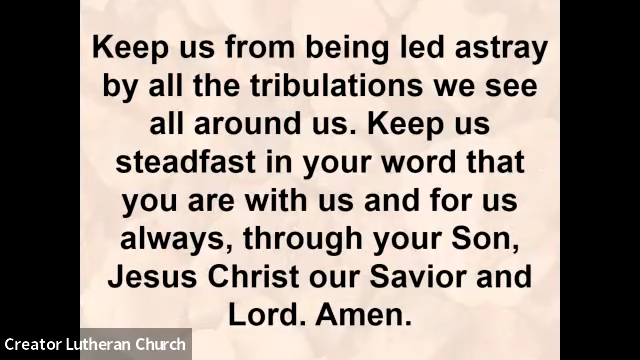 Keep us from being led astray
by all the tribulations we see
all around us. Keep us
steadfast in your word that
you are with us and for us
always, through your Son,
Jesus Christ our Savior and
Lord. Amen.
Creator Lutheran Church